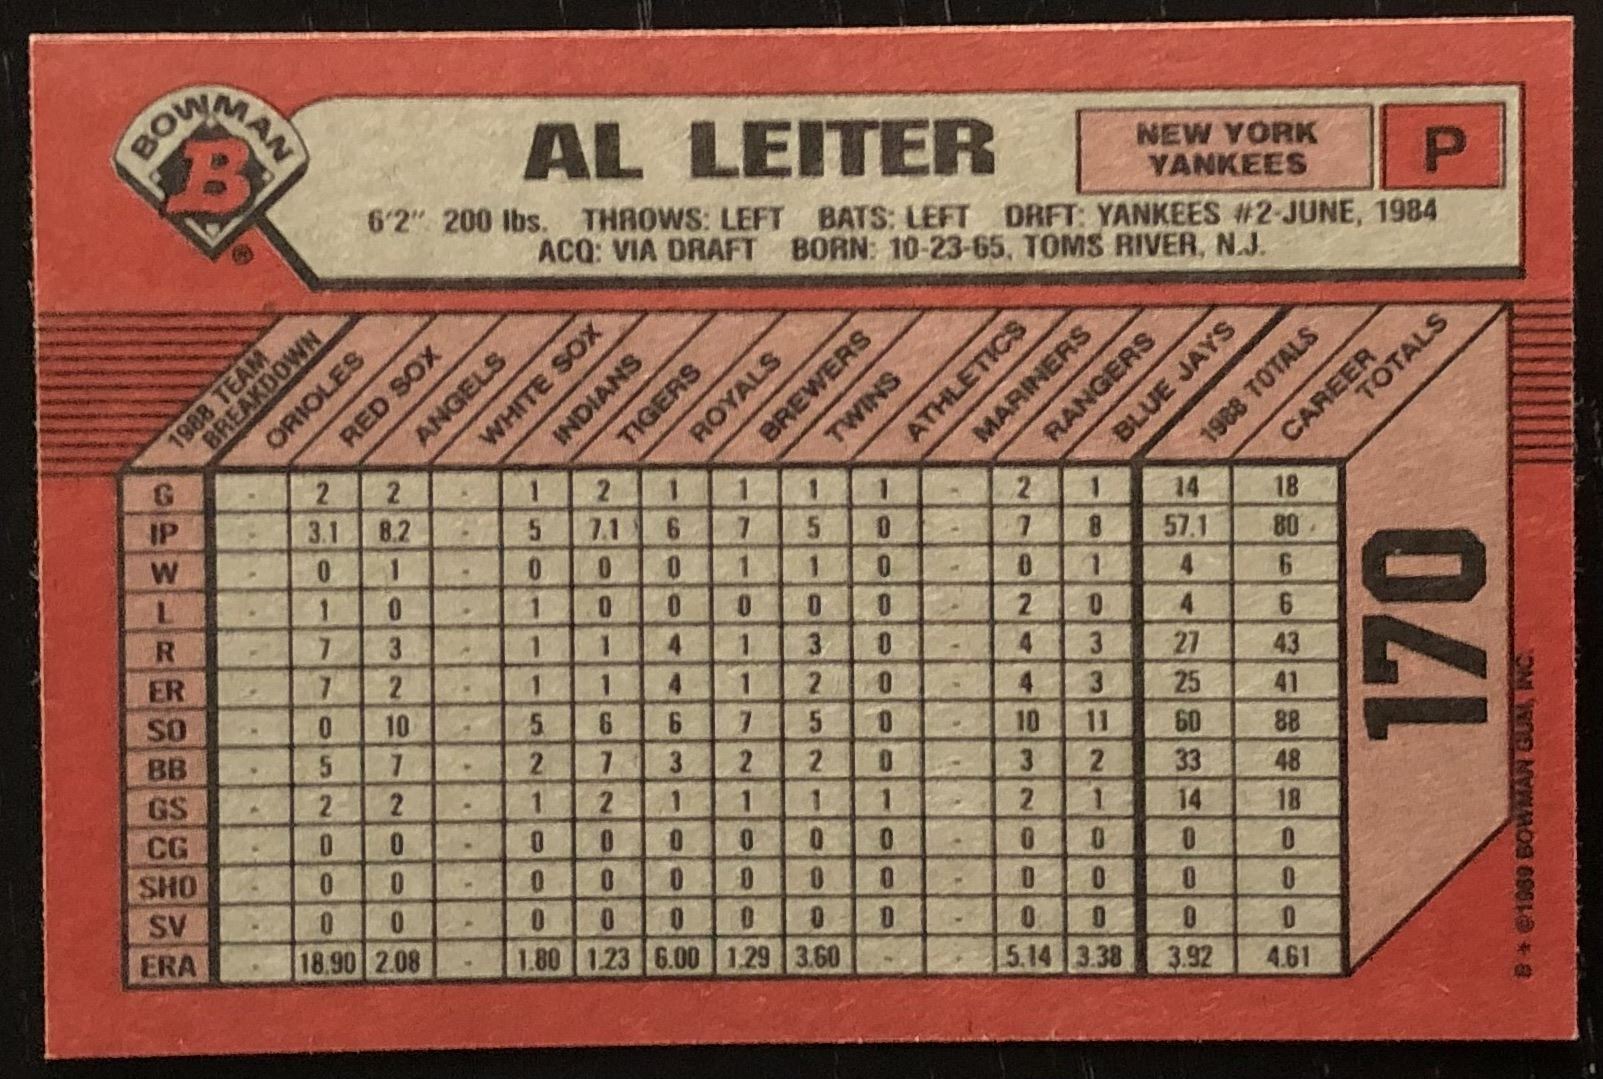 BOWMAN
B
®
AL LEITER
NEW YORK
YANKEES
P
6'2" 200 lbs. THROWS: LEFT BATS: LEFT DRFT: YANKEES #2-JUNE, 1984
ACQ: VIA DRAFT BORN: 10-23-65, TOMS RIVER, N.J.
1988 TEAM BREAKDOWN ORIOLES RED SOX ANGELS WHITE SOX INDIANS TIGERS ROYALS BREWERS TWINS ATHLETICS MARINERS RANGERS BLUE JAYS 1988 TOTALS CAREER TOTALS
G - 2 2 - 1 2 1 1 1 1 - 2 1 14 18
IP - 3.1 8.2 - 5 7.1 6 7 5 0 - 7 8 57.1 80
W - 0 1 - 0 0 0 1 1 0 - 0 1 4 6
L - 1 0 - 1 0 0 0 0 0 - 2 0 4 6
R - 7 3 - 1 1 4 1 3 0 - 4 3 27 43
ER - 7 2 - 1 1 4 1 2 0 - 4 3 25 41
SO - 0 10 - 5 6 6 7 5 0 - 10 11 60 88
BB - 5 7 - 2 7 3 2 2 0 - 3 2 33 48
GS - 2 2 - 1 2 1 1 1 1 - 2 1 14 18
CG - 0 0 - 0 0 0 0 0 0 - 0 0 0 0
SHO - 0 0 - 0 0 0 0 0 0 - 0 0 0 0
SV - 0 0 - 0 0 0 0 0 0 - 0 0 0 0
ERA - 18.90 2.08 - 1.80 1.23 6.00 1.29 3.60 - - 5.14 3.38 3.92 4.61
170
B * ©1989 BOWMAN GUM, INC.